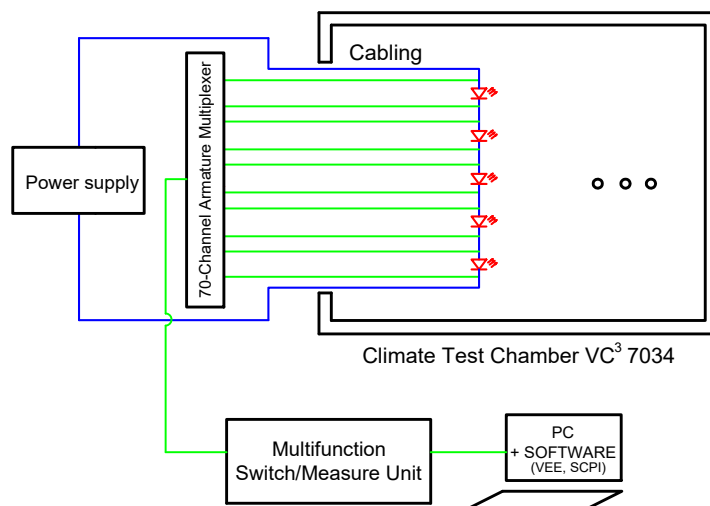 Cabling
70-Channel Armature Multiplexer
Power supply
Climate Test Chamber VC³ 7034
Multifunction
Switch/Measure Unit
PC
+ SOFTWARE
(VEE, SCPI)